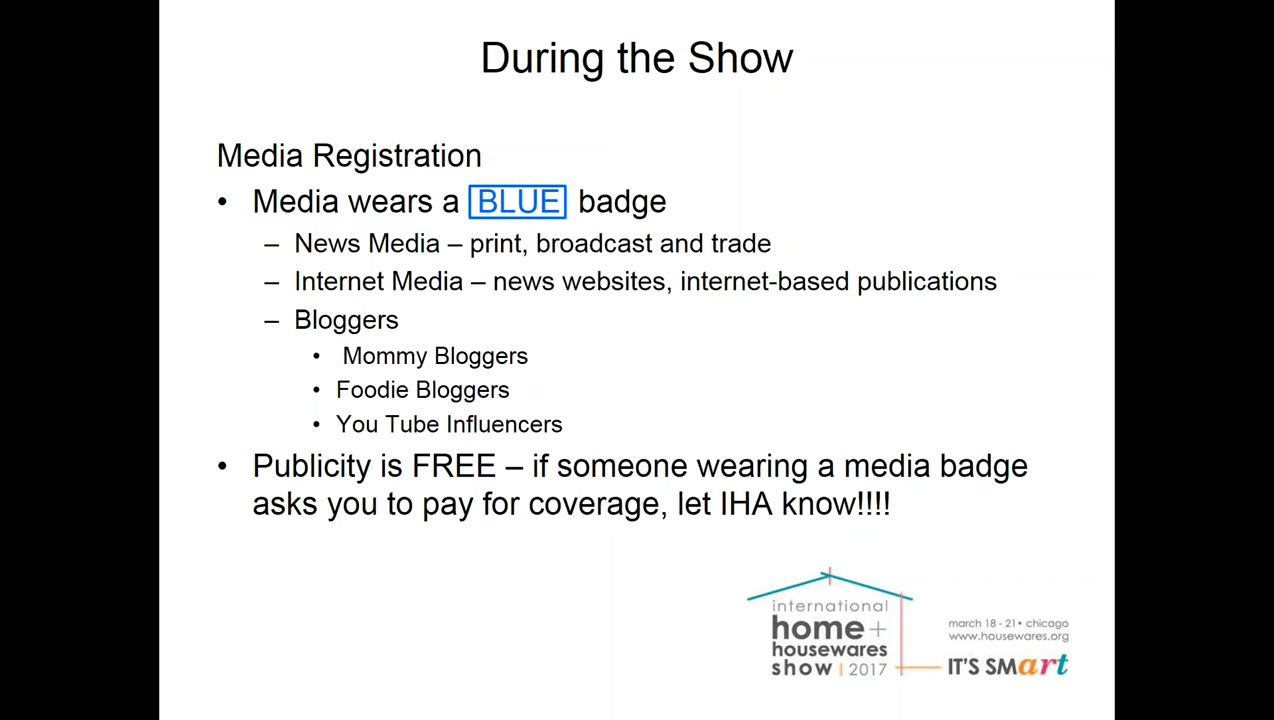 During the Show
Media Registration
• Media wears a BLUE badge
– News Media – print, broadcast and trade
– Internet Media – news websites, internet-based publications
– Bloggers
• Mommy Bloggers
• Foodie Bloggers
• You Tube Influencers
• Publicity is FREE – if someone wearing a media badge
asks you to pay for coverage, let IHA know!!!!
international
home+
housewares
show | 2017
march 18 - 21 • chicago
www.housewares.org
IT'S SMart